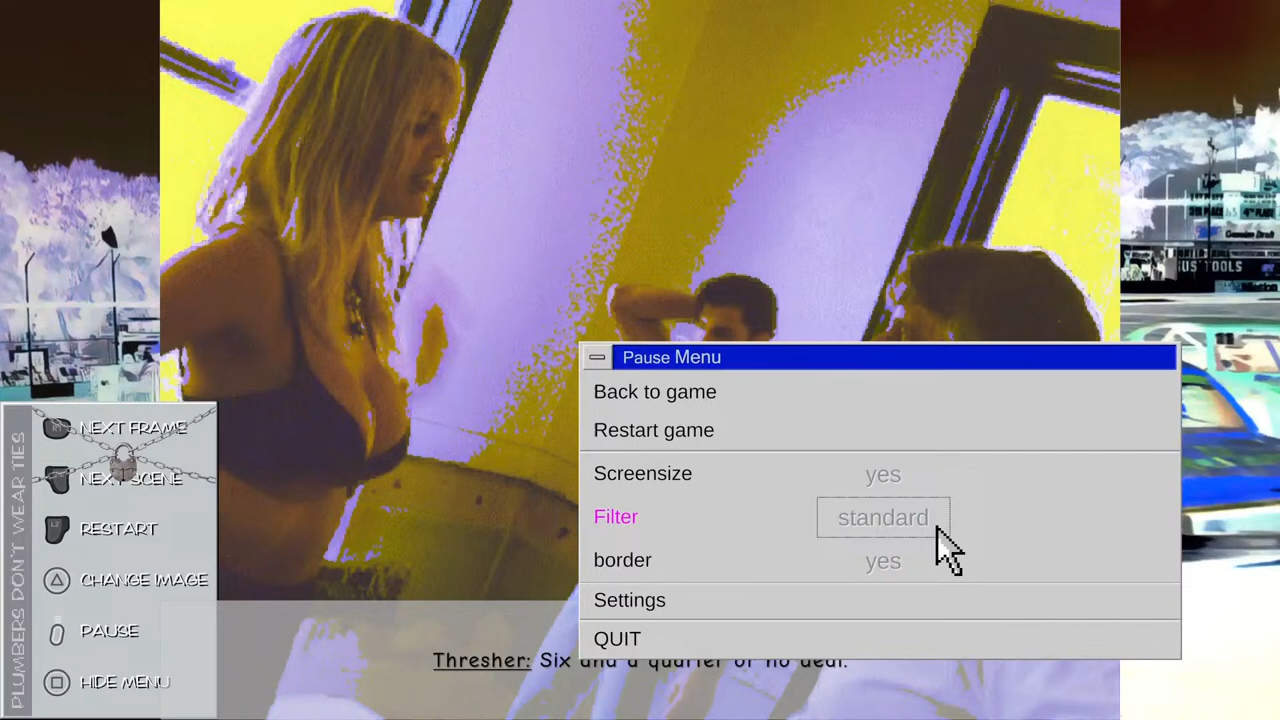 PLUMBERS DON'T WEAR TIES
NEXT FRAME
NEXT SCENE
L2 RESTART
CHANGE IMAGE
PAUSE
HIDE MENU
Pause Menu
Back to game
Restart game
Screensize yes
Filter standard
border yes
Settings
QUIT
Thresher: Six and a quarter or no deal.
US TOOLS